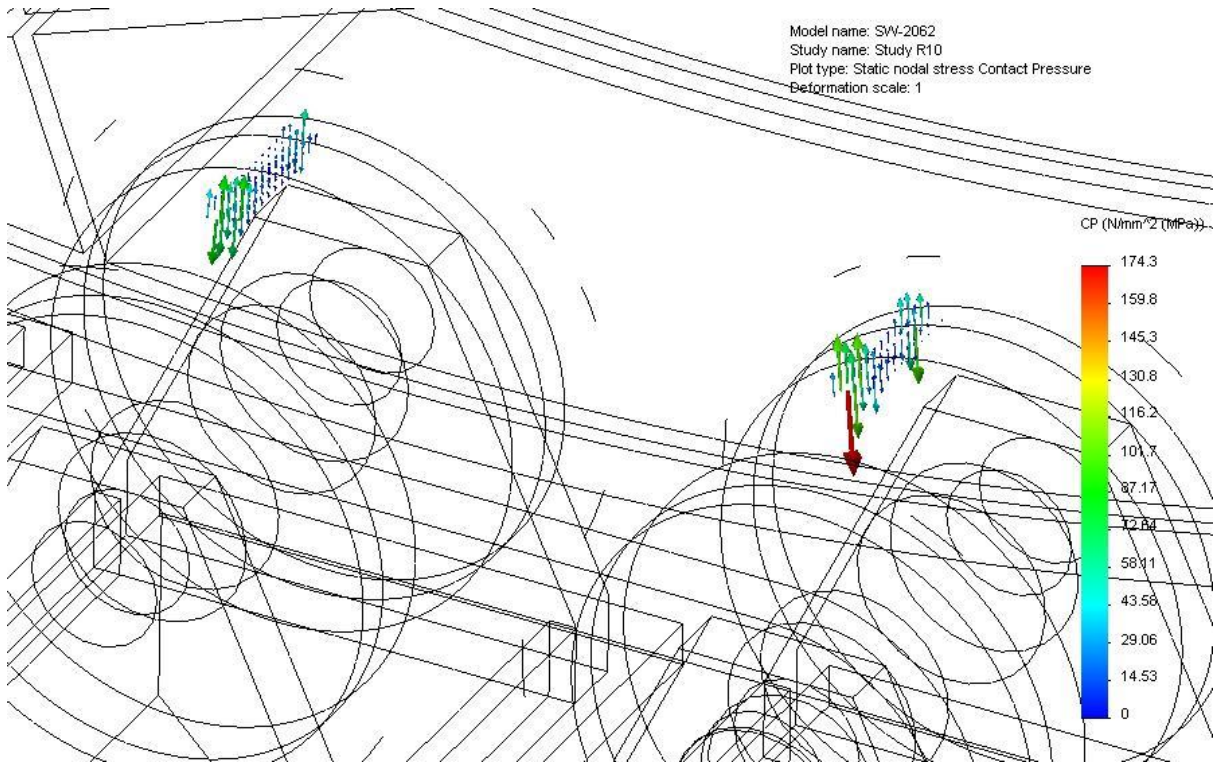 Model name: SW-2062
Study name: Study R10
Plot type: Static nodal stress Contact Pressure
Deformation scale: 1
CP (N/mm^2 (MPa))
174.3
159.8
145.3
130.8
116.2
101.7
87.17
72.64
58.11
43.58
29.06
14.53
0